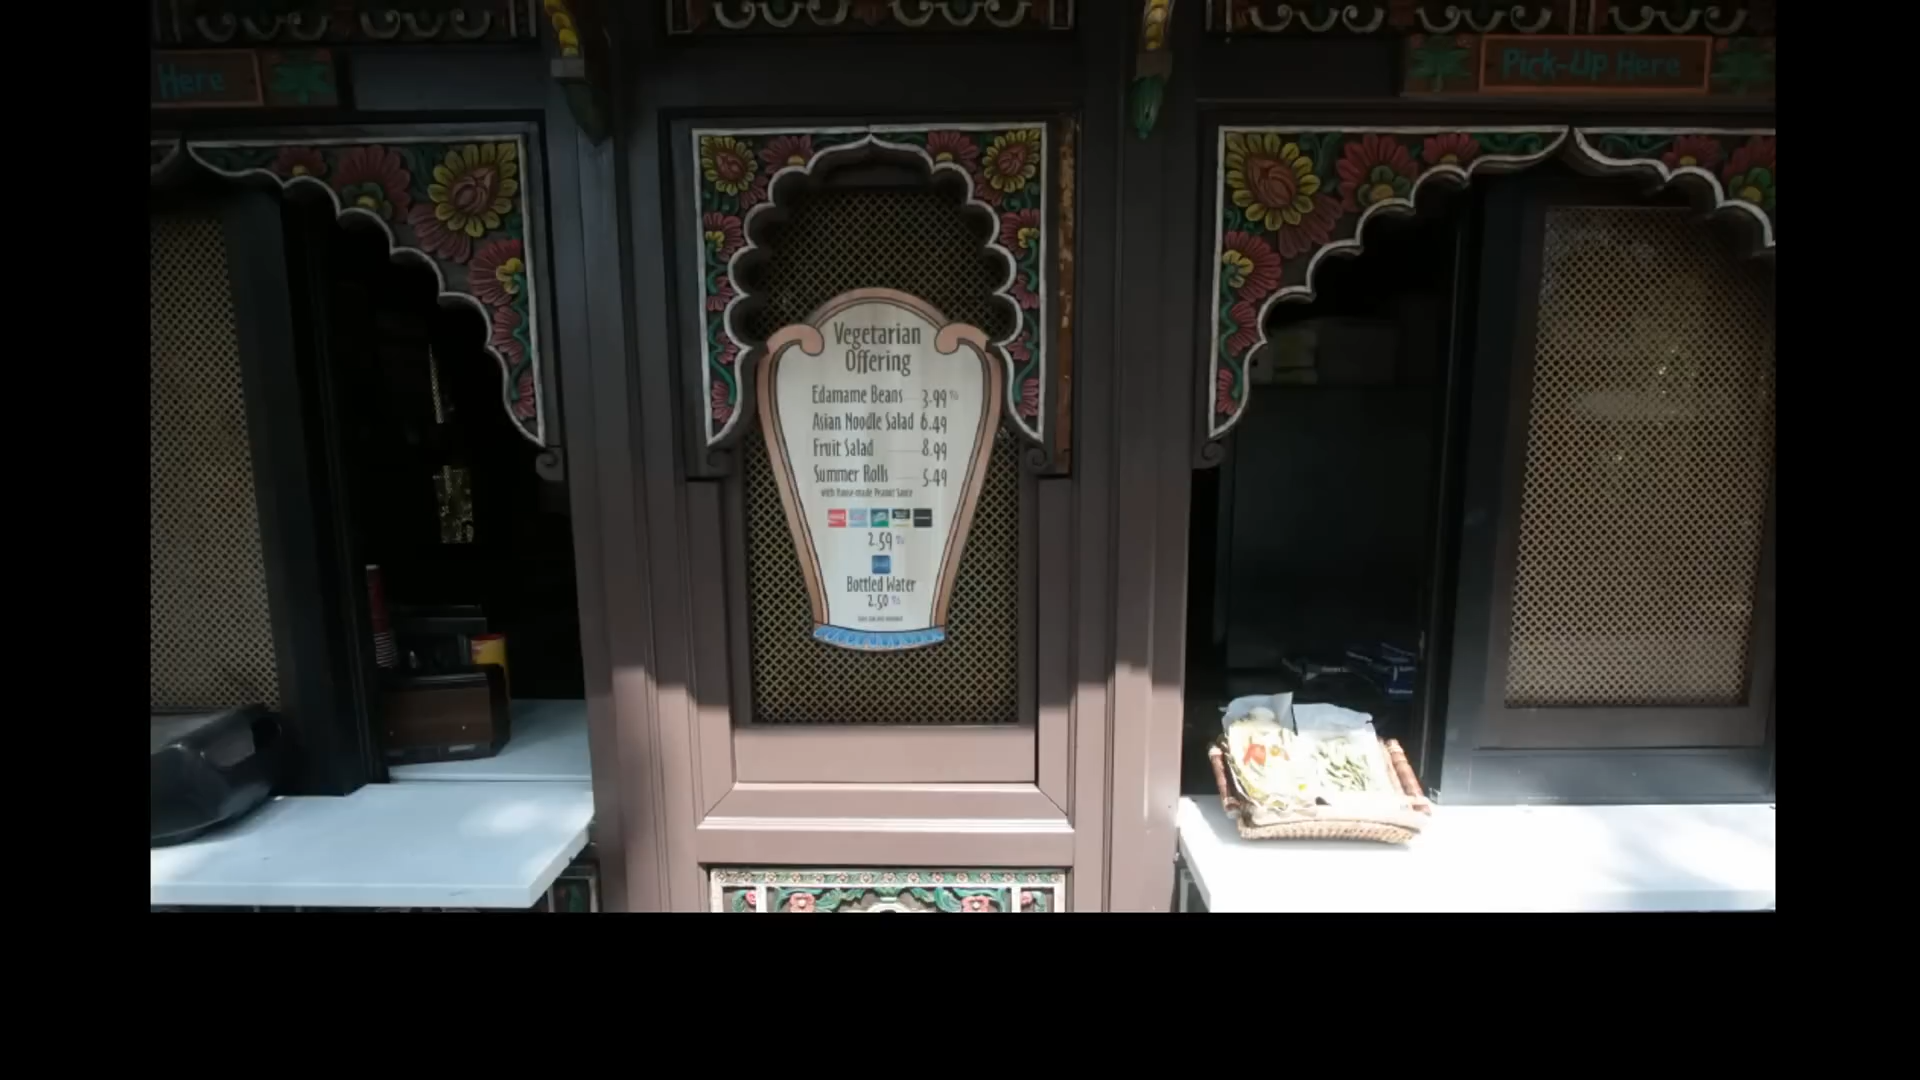 Here
Pick-Up Here
Vegetarian
Offering
Edamame Beans 3.99
Asian Noodle Salad 6.49
Fruit Salad 8.99
Summer Rolls 5.49
with House-made Peanut Sauce
2.59
Bottled Water
2.50